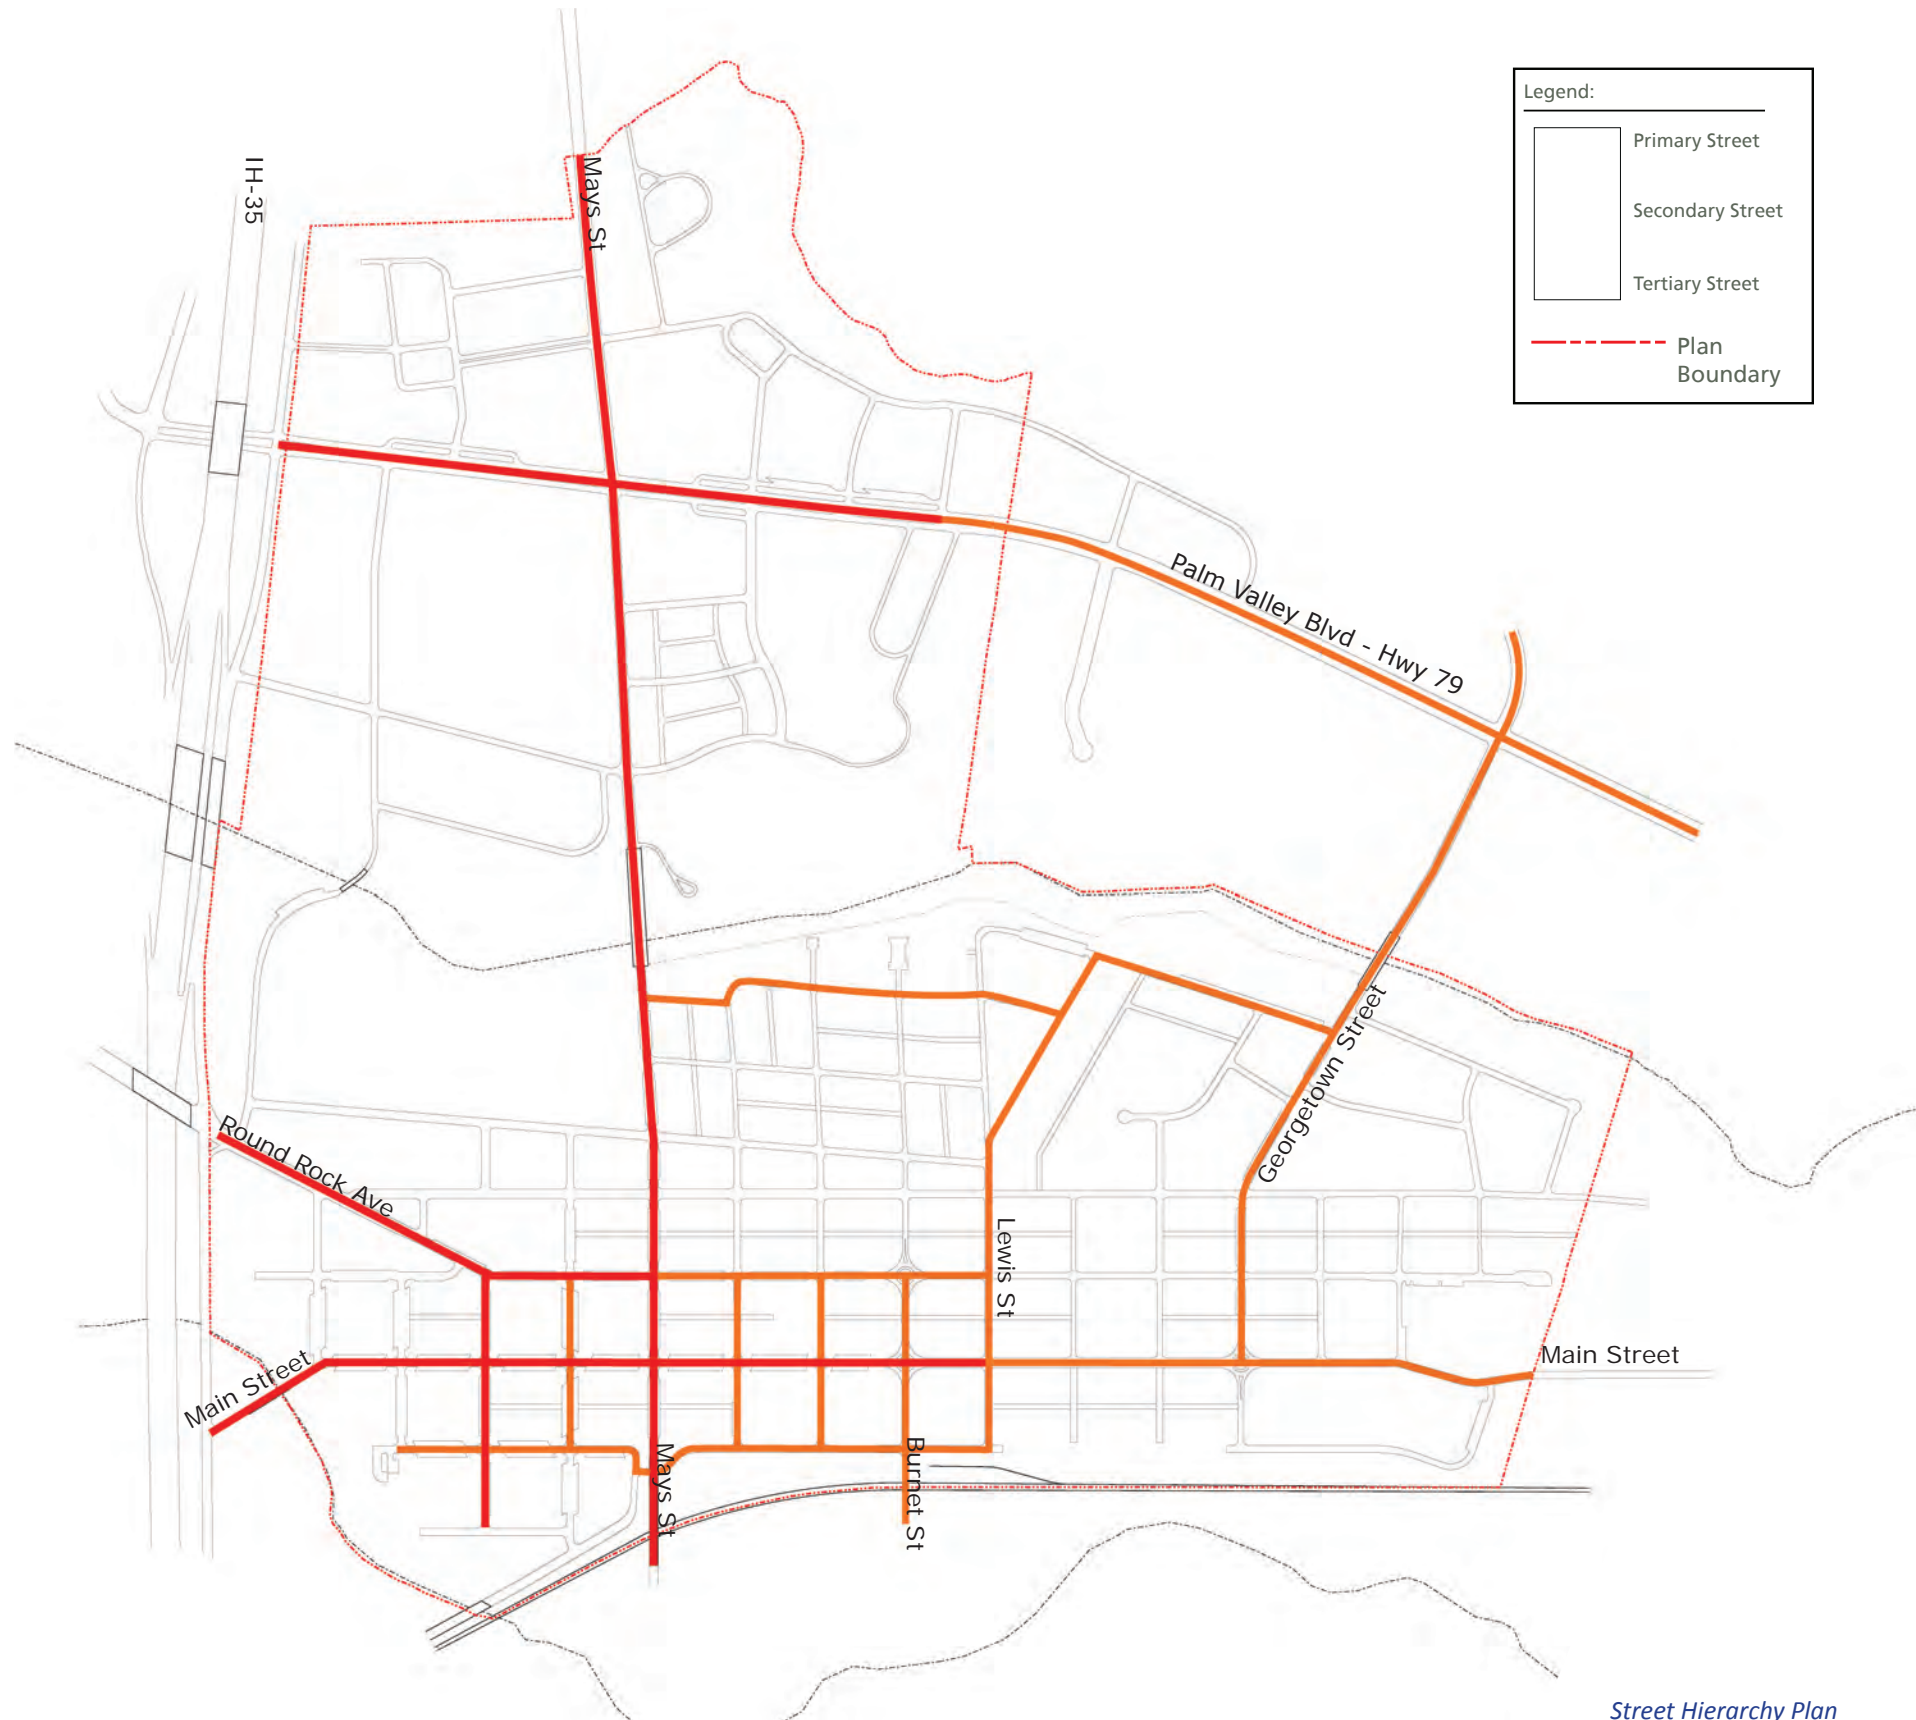 Legend:
Primary Street
Secondary Street
Tertiary Street
Plan
Boundary
IH-35
Mays St
Palm Valley Blvd - Hwy 79
Georgetown Street
Round Rock Ave
Lewis St
Main Street
Main Street
Mays St
Burnet St
Street Hierarchy Plan